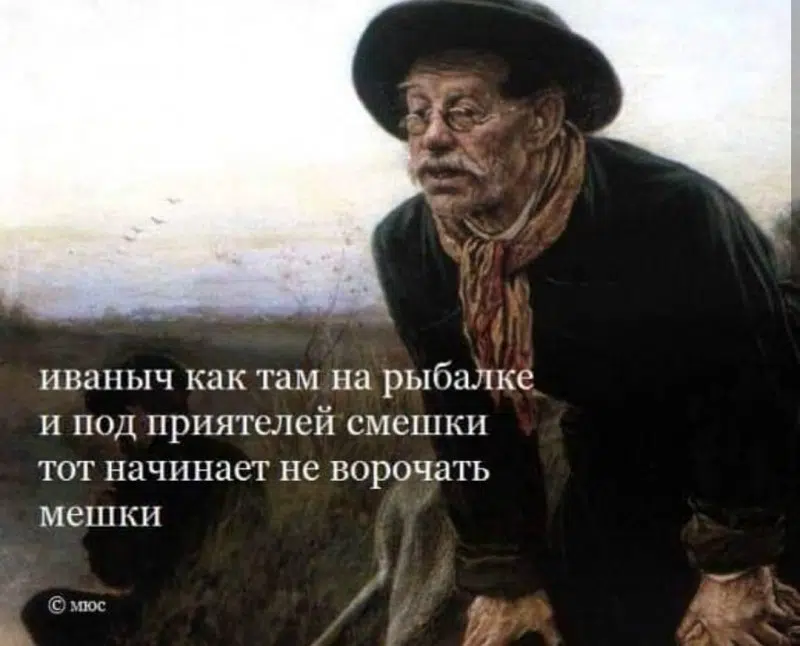 иваныч как там на рыбалке
и под приятелей смешки
тот начинает не ворочать
мешки
© мюс